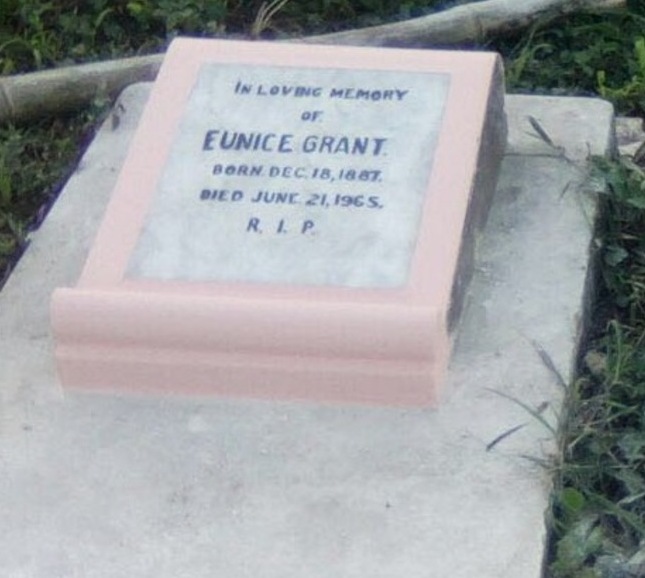 IN LOVING MEMORY
OF
EUNICE GRANT.
BORN. DEC. 18, 1887.
DIED JUNE. 21, 1965.
R. I. P.